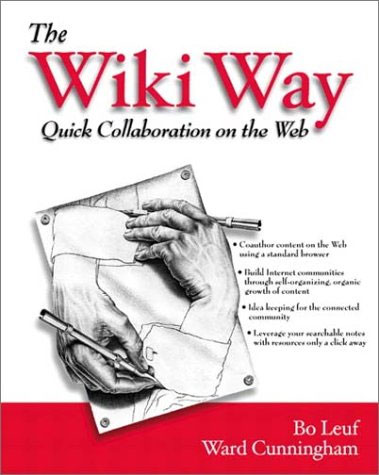 The
Wiki Way
Quick Collaboration on the Web
• Coauthor content on the Web
using a standard browser
• Build Internet communities
through self-organizing, organic
growth of content
• Idea keeping for the connected
community
• Leverage your searchable notes
with resources only a click away
Bo Leuf
Ward Cunningham